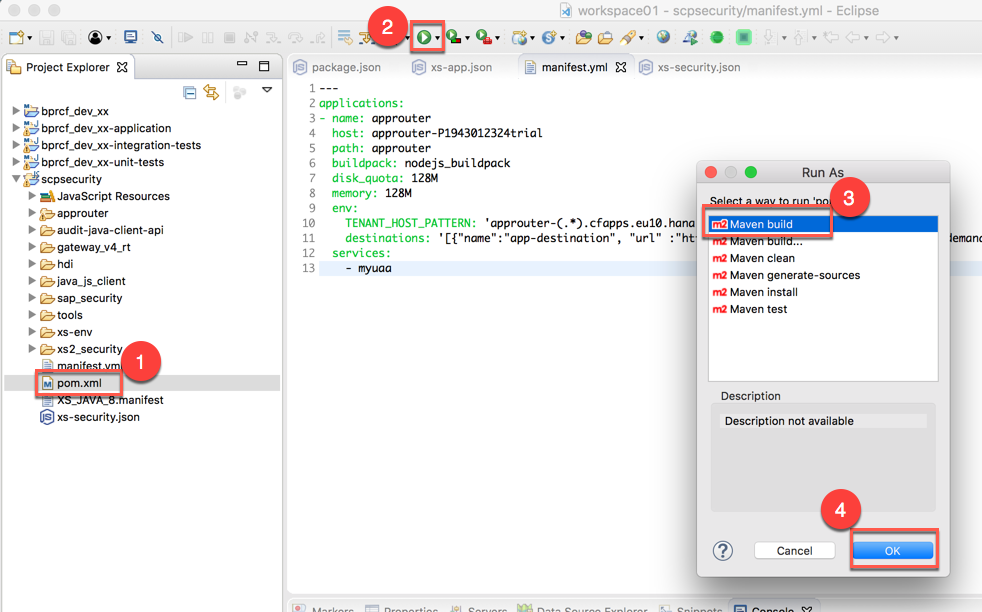 workspace01 - scpsecurity/manifest.yml - Eclipse
2
Project Explorer
package.json
xs-app.json
manifest.yml
xs-security.json
bprcf_dev_xx
bprcf_dev_xx-application
bprcf_dev_xx-integration-tests
bprcf_dev_xx-unit-tests
scpsecurity
JavaScript Resources
approuter
audit-java-client-api
gateway_v4_rt
hdi
java_js_client
sap_security
tools
xs-env
xs2_security
manifest.yml
1
pom.xml
XS_JAVA_8.manifest
xs-security.json
1 ---
2 applications:
3 - name: approuter
4 host: approuter-P1943012324trial
5 path: approuter
6 buildpack: nodejs_buildpack
7 disk_quota: 128M
8 memory: 128M
9 env:
10 TENANT_HOST_PATTERN: 'approuter-(.*).cfapps.eu10.hana
11 destinations: '[{"name":"app-destination", "url" :"ht
12 services:
13 - myuaa
Run As
Select a way to run 'po
3
m2 Maven build
m2 Maven build...
m2 Maven clean
m2 Maven generate-sources
m2 Maven install
m2 Maven test
Description
Description not available
4
?
Cancel
OK
Markers
Properties
Servers
Data Source Explorer
Snippets
Console